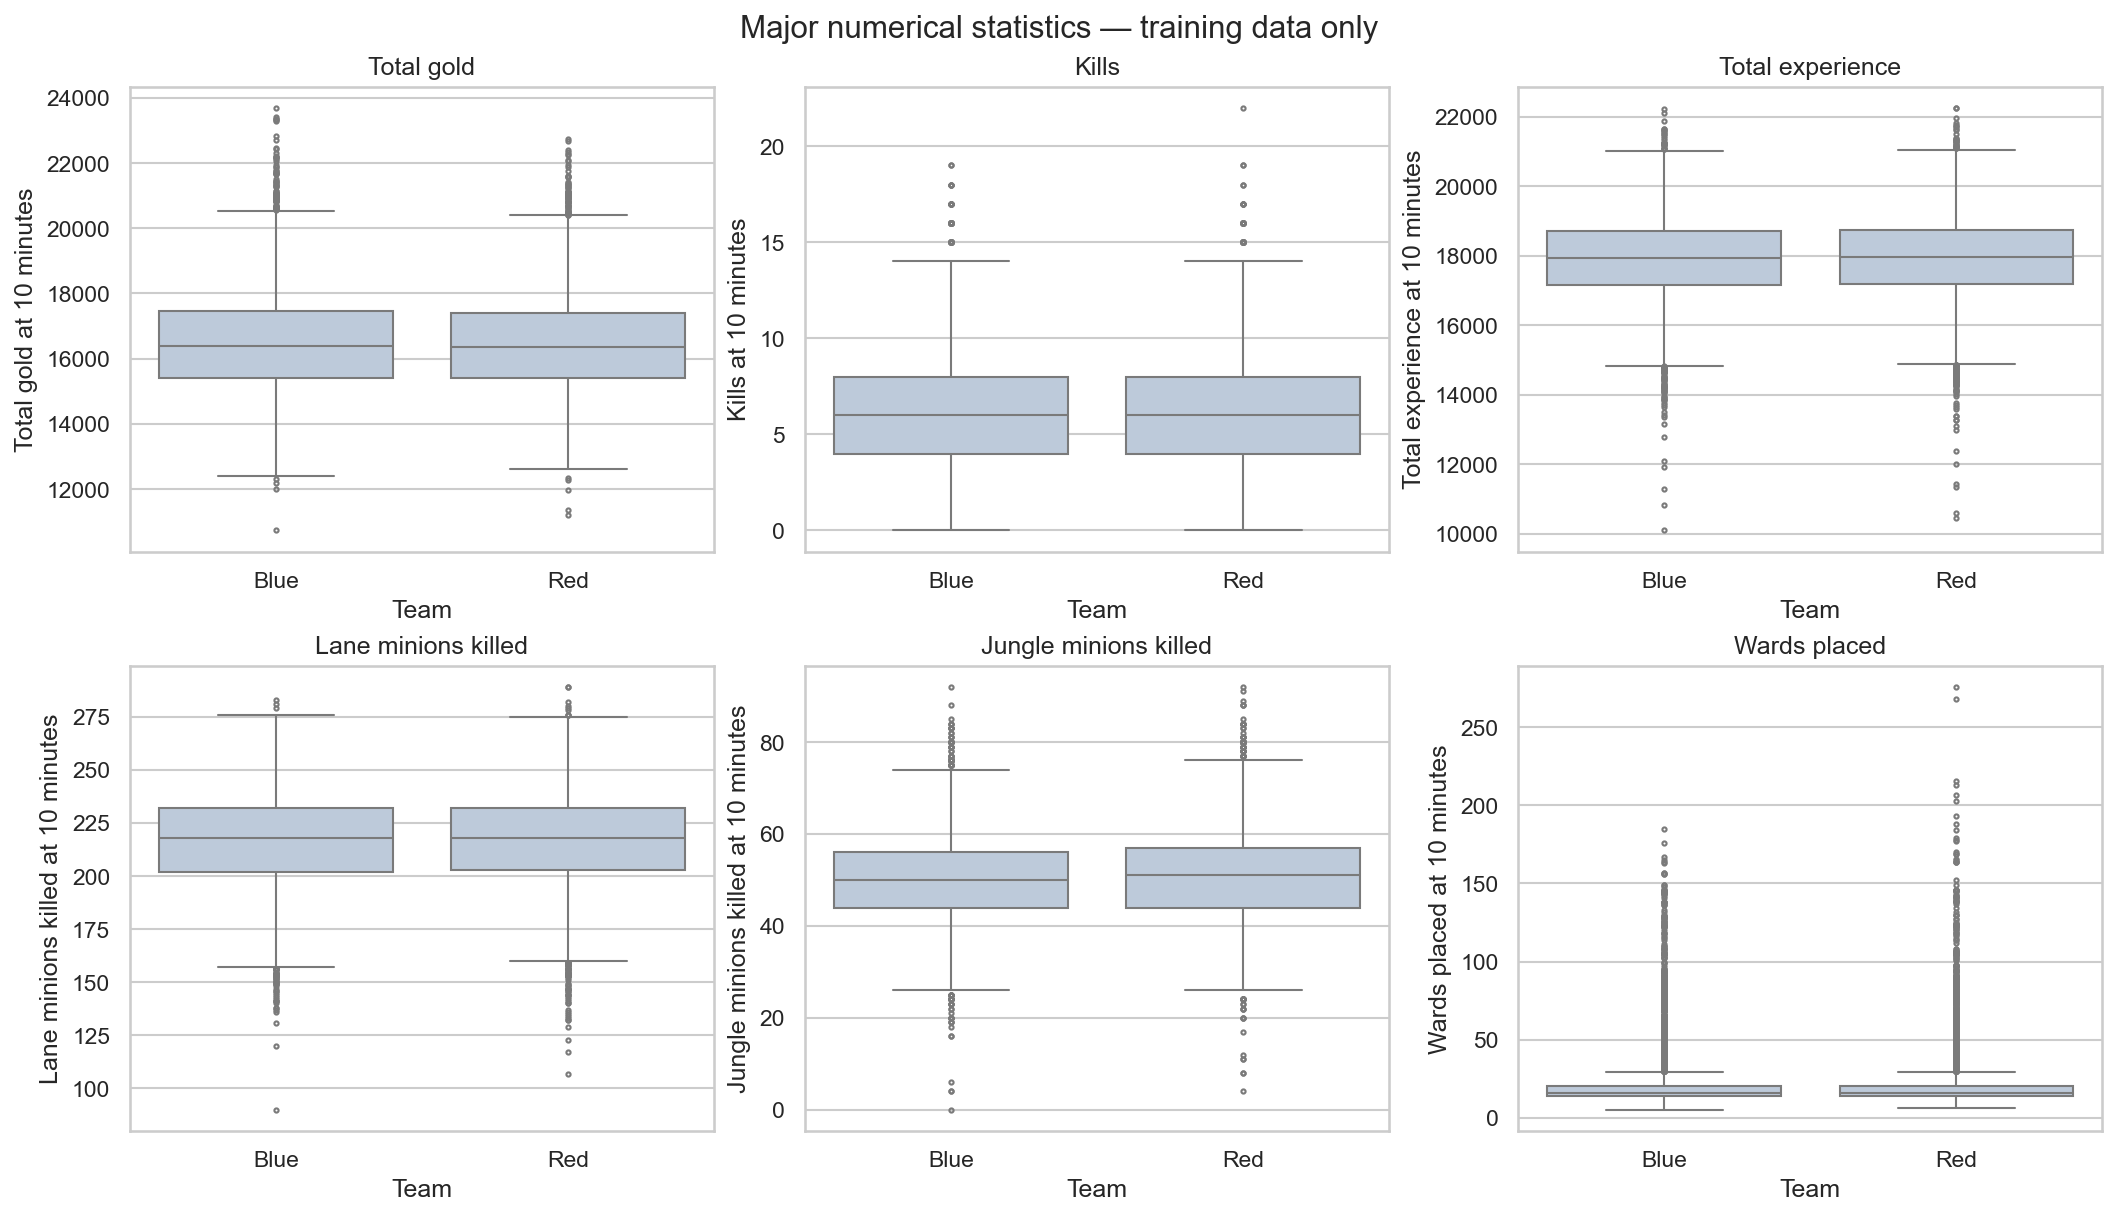 Major numerical statistics — training data only
Total gold
Total gold at 10 minutes
24000
22000
20000
18000
16000
14000
12000
Blue
Red
Team
Kills
Kills at 10 minutes
20
15
10
5
0
Blue
Red
Team
Total experience
Total experience at 10 minutes
22000
20000
18000
16000
14000
12000
10000
Blue
Red
Team
Lane minions killed
Lane minions killed at 10 minutes
275
250
225
200
175
150
125
100
Blue
Red
Team
Jungle minions killed
Jungle minions killed at 10 minutes
80
60
40
20
0
Blue
Red
Team
Wards placed
Wards placed at 10 minutes
250
200
150
100
50
0
Blue
Red
Team